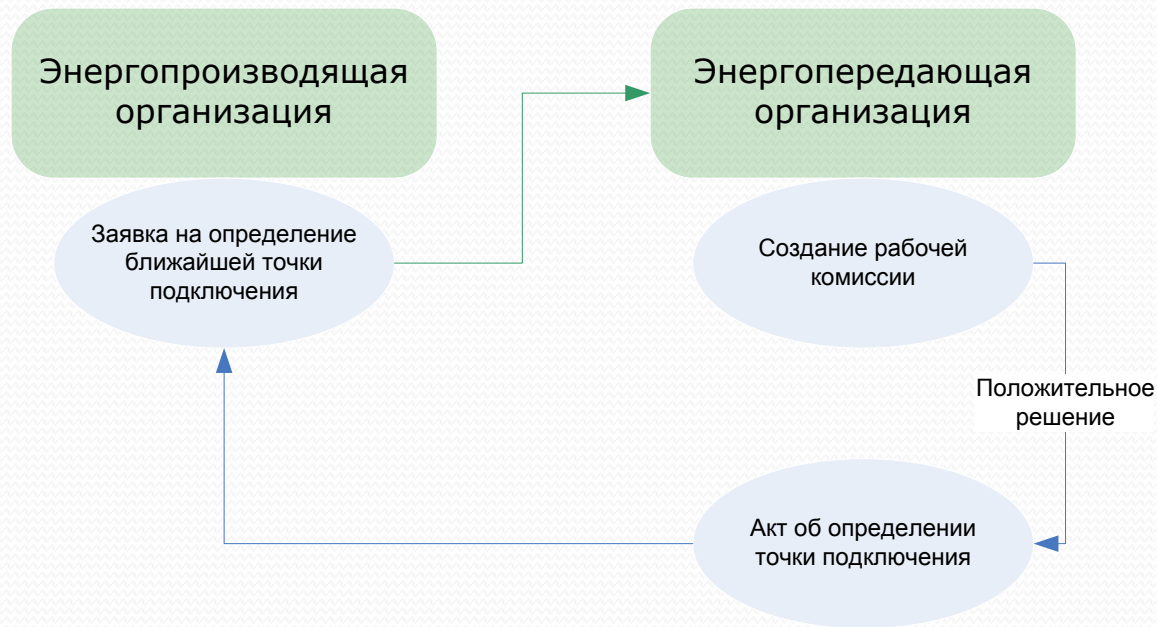 Энергопроизводящая
организация
Энергопередающая
организация
Заявка на определение
ближайшей точки
подключения
Создание рабочей
комиссии
Положительное
решение
Акт об определении
точки подключения